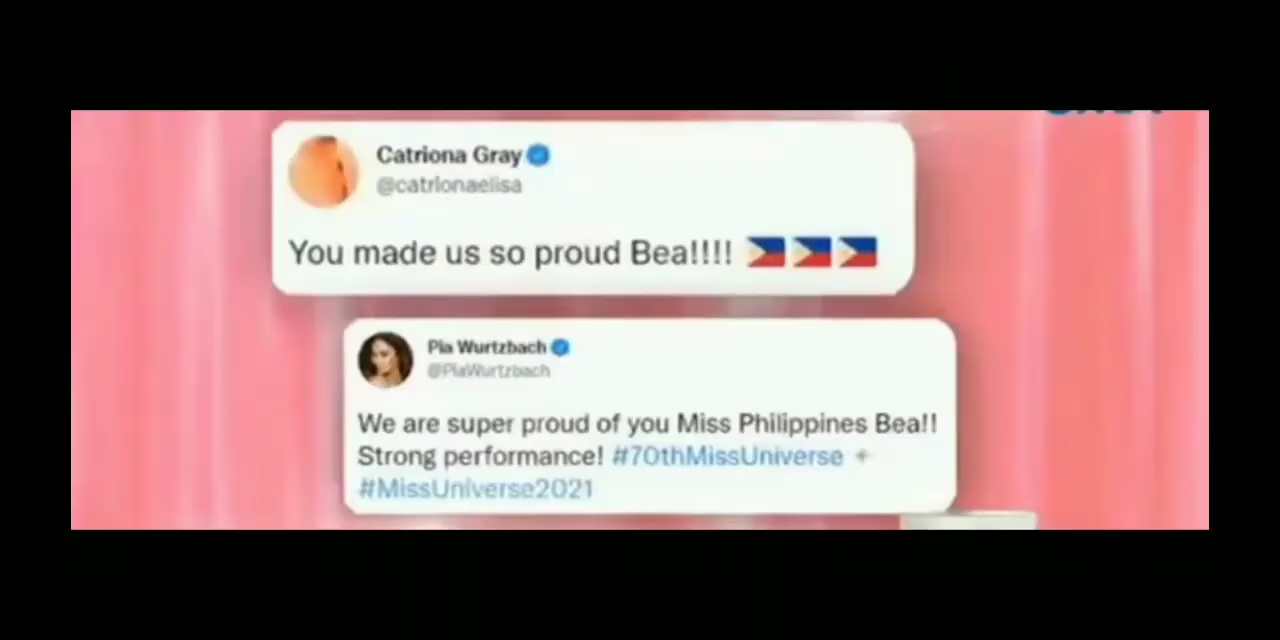 Catriona Gray
@catrionaelisa
You made us so proud Bea!!!! 🇵🇭🇵🇭🇵🇭
Pia Wurtzbach
@PiaWurtzbach
We are super proud of you Miss Philippines Bea!!
Strong performance! #70thMissUniverse
#MissUniverse2021